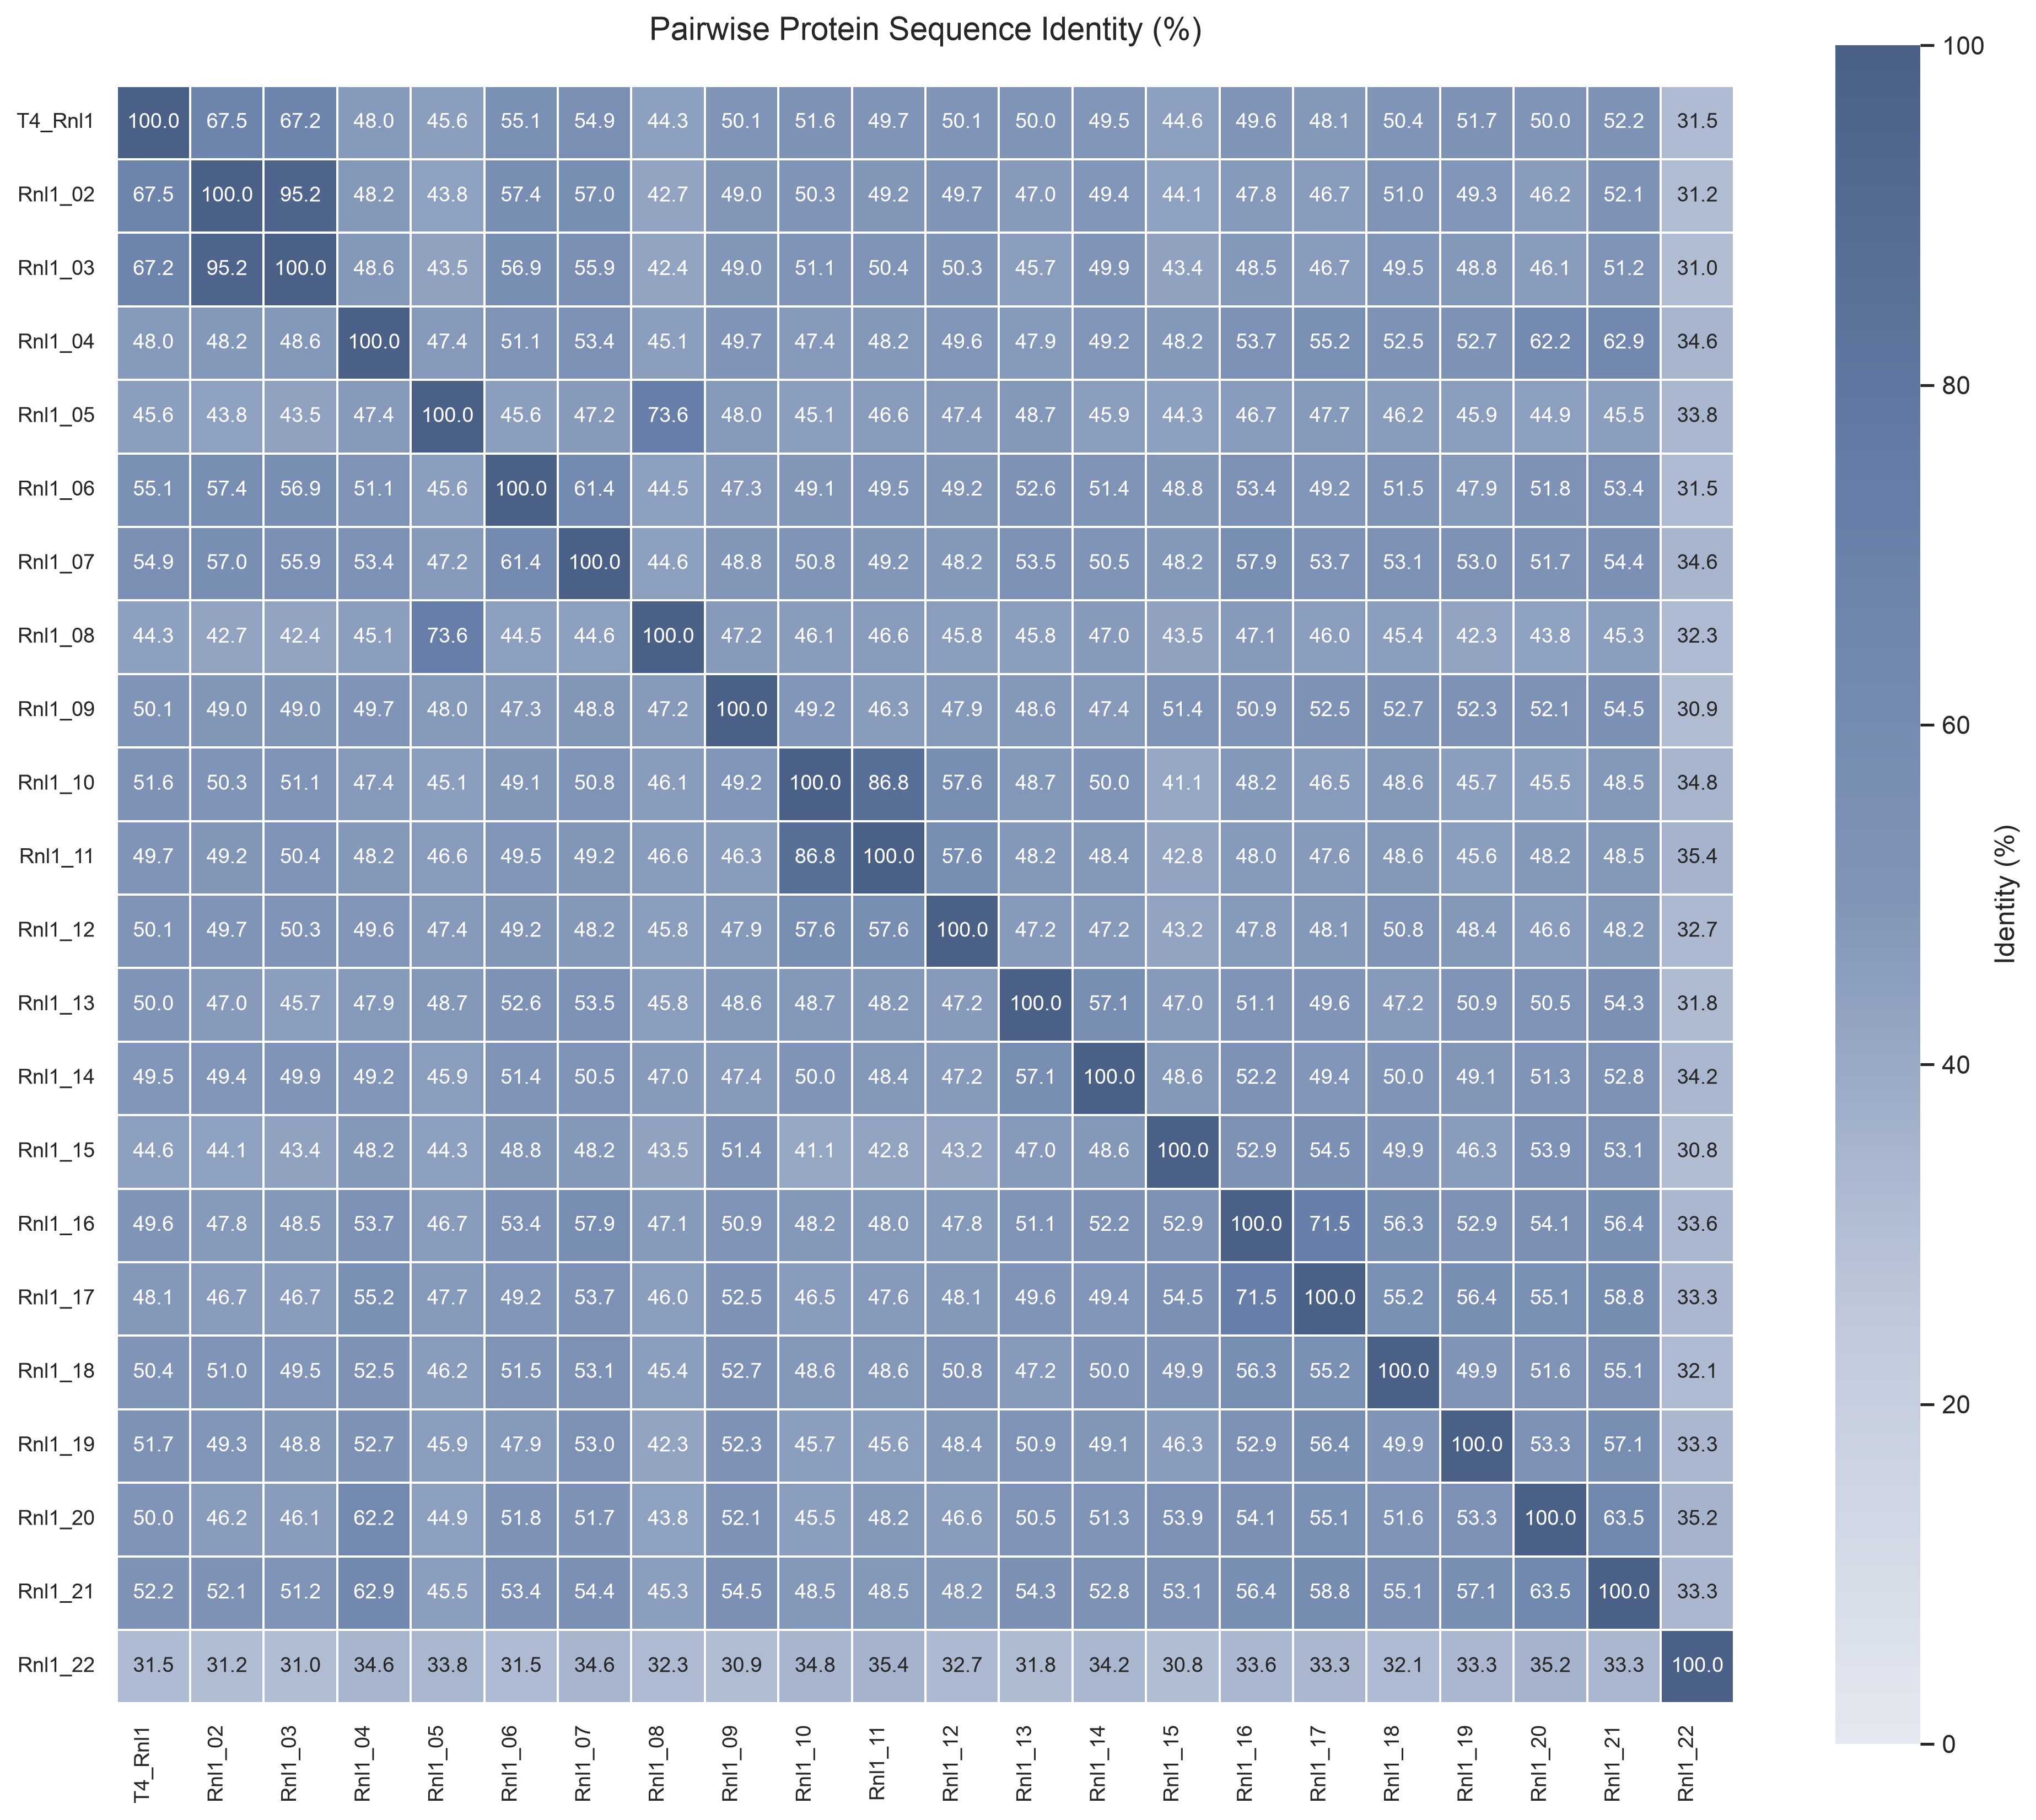 Pairwise Protein Sequence Identity (%)
T4_Rnl1 100.0 67.5 67.2 48.0 45.6 55.1 54.9 44.3 50.1 51.6 49.7 50.1 50.0 49.5 44.6 49.6 48.1 50.4 51.7 50.0 52.2 31.5
Rnl1_02 67.5 100.0 95.2 48.2 43.8 57.4 57.0 42.7 49.0 50.3 49.2 49.7 47.0 49.4 44.1 47.8 46.7 51.0 49.3 46.2 52.1 31.2
Rnl1_03 67.2 95.2 100.0 48.6 43.5 56.9 55.9 42.4 49.0 51.1 50.4 50.3 45.7 49.9 43.4 48.5 46.7 49.5 48.8 46.1 51.2 31.0
Rnl1_04 48.0 48.2 48.6 100.0 47.4 51.1 53.4 45.1 49.7 47.4 48.2 49.6 47.9 49.2 48.2 53.7 55.2 52.5 52.7 62.2 62.9 34.6
Rnl1_05 45.6 43.8 43.5 47.4 100.0 45.6 47.2 73.6 48.0 45.1 46.6 47.4 48.7 45.9 44.3 46.7 47.7 46.2 45.9 44.9 45.5 33.8
Rnl1_06 55.1 57.4 56.9 51.1 45.6 100.0 61.4 44.5 47.3 49.1 49.5 49.2 52.6 51.4 48.8 53.4 49.2 51.5 47.9 51.8 53.4 31.5
Rnl1_07 54.9 57.0 55.9 53.4 47.2 61.4 100.0 44.6 48.8 50.8 49.2 48.2 53.5 50.5 48.2 57.9 53.7 53.1 53.0 51.7 54.4 34.6
Rnl1_08 44.3 42.7 42.4 45.1 73.6 44.5 44.6 100.0 47.2 46.1 46.6 45.8 45.8 47.0 43.5 47.1 46.0 45.4 42.3 43.8 45.3 32.3
Rnl1_09 50.1 49.0 49.0 49.7 48.0 47.3 48.8 47.2 100.0 49.2 46.3 47.9 48.6 47.4 51.4 50.9 52.5 52.7 52.3 52.1 54.5 30.9
Rnl1_10 51.6 50.3 51.1 47.4 45.1 49.1 50.8 46.1 49.2 100.0 86.8 57.6 48.7 50.0 41.1 48.2 46.5 48.6 45.7 45.5 48.5 34.8
Rnl1_11 49.7 49.2 50.4 48.2 46.6 49.5 49.2 46.6 46.3 86.8 100.0 57.6 48.2 48.4 42.8 48.0 47.6 48.6 45.6 48.2 48.5 35.4
Rnl1_12 50.1 49.7 50.3 49.6 47.4 49.2 48.2 45.8 47.9 57.6 57.6 100.0 47.2 47.2 43.2 47.8 48.1 50.8 48.4 46.6 48.2 32.7
Rnl1_13 50.0 47.0 45.7 47.9 48.7 52.6 53.5 45.8 48.6 48.7 48.2 47.2 100.0 57.1 47.0 51.1 49.6 47.2 50.9 50.5 54.3 31.8
Rnl1_14 49.5 49.4 49.9 49.2 45.9 51.4 50.5 47.0 47.4 50.0 48.4 47.2 57.1 100.0 48.6 52.2 49.4 50.0 49.1 51.3 52.8 34.2
Rnl1_15 44.6 44.1 43.4 48.2 44.3 48.8 48.2 43.5 51.4 41.1 42.8 43.2 47.0 48.6 100.0 52.9 54.5 49.9 46.3 53.9 53.1 30.8
Rnl1_16 49.6 47.8 48.5 53.7 46.7 53.4 57.9 47.1 50.9 48.2 48.0 47.8 51.1 52.2 52.9 100.0 71.5 56.3 52.9 54.1 56.4 33.6
Rnl1_17 48.1 46.7 46.7 55.2 47.7 49.2 53.7 46.0 52.5 46.5 47.6 48.1 49.6 49.4 54.5 71.5 100.0 55.2 56.4 55.1 58.8 33.3
Rnl1_18 50.4 51.0 49.5 52.5 46.2 51.5 53.1 45.4 52.7 48.6 48.6 50.8 47.2 50.0 49.9 56.3 55.2 100.0 49.9 51.6 55.1 32.1
Rnl1_19 51.7 49.3 48.8 52.7 45.9 47.9 53.0 42.3 52.3 45.7 45.6 48.4 50.9 49.1 46.3 52.9 56.4 49.9 100.0 53.3 57.1 33.3
Rnl1_20 50.0 46.2 46.1 62.2 44.9 51.8 51.7 43.8 52.1 45.5 48.2 46.6 50.5 51.3 53.9 54.1 55.1 51.6 53.3 100.0 63.5 35.2
Rnl1_21 52.2 52.1 51.2 62.9 45.5 53.4 54.4 45.3 54.5 48.5 48.5 48.2 54.3 52.8 53.1 56.4 58.8 55.1 57.1 63.5 100.0 33.3
Rnl1_22 31.5 31.2 31.0 34.6 33.8 31.5 34.6 32.3 30.9 34.8 35.4 32.7 31.8 34.2 30.8 33.6 33.3 32.1 33.3 35.2 33.3 100.0
T4_Rnl1 Rnl1_02 Rnl1_03 Rnl1_04 Rnl1_05 Rnl1_06 Rnl1_07 Rnl1_08 Rnl1_09 Rnl1_10 Rnl1_11 Rnl1_12 Rnl1_13 Rnl1_14 Rnl1_15 Rnl1_16 Rnl1_17 Rnl1_18 Rnl1_19 Rnl1_20 Rnl1_21 Rnl1_22
100
80
60
40
20
0
Identity (%)